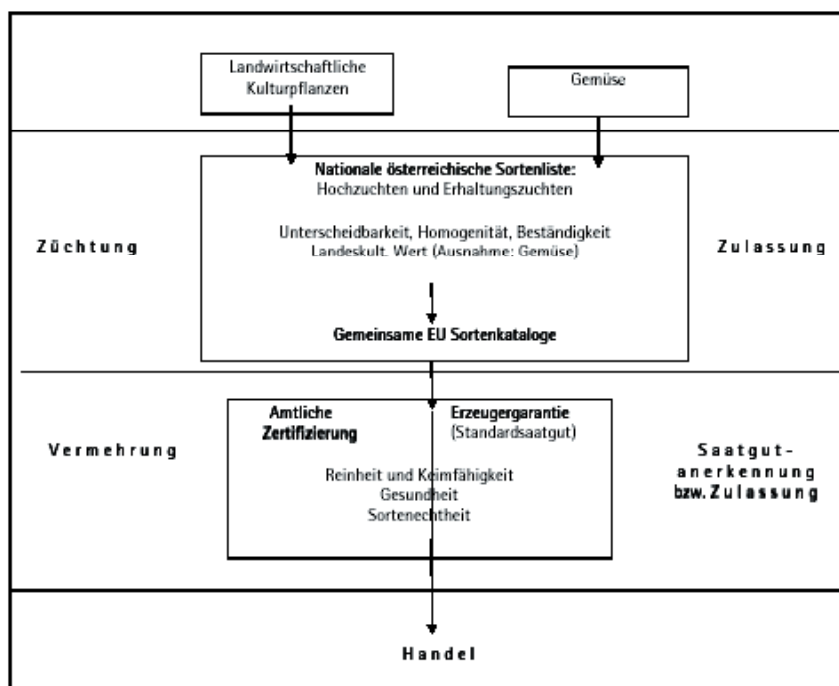 Landwirtschaftliche
Kulturpflanzen
Gemüse
Nationale österreichische Sortenliste:
Hochzuchten und Erhaltungszuchten
Unterscheidbarkeit, Homogenität, Beständigkeit
Landeskult. Wert (Ausnahme: Gemüse)
Züchtung
Zulassung
Gemeinsame EU Sortenkataloge
Amtliche
Zertifizierung
Erzeugergarantie
(Standardsaatgut)
Vermehrung
Reinheit und Keimfähigkeit
Gesundheit
Sortenechtheit
Saatgut-
anerkennung
bzw. Zulassung
Handel